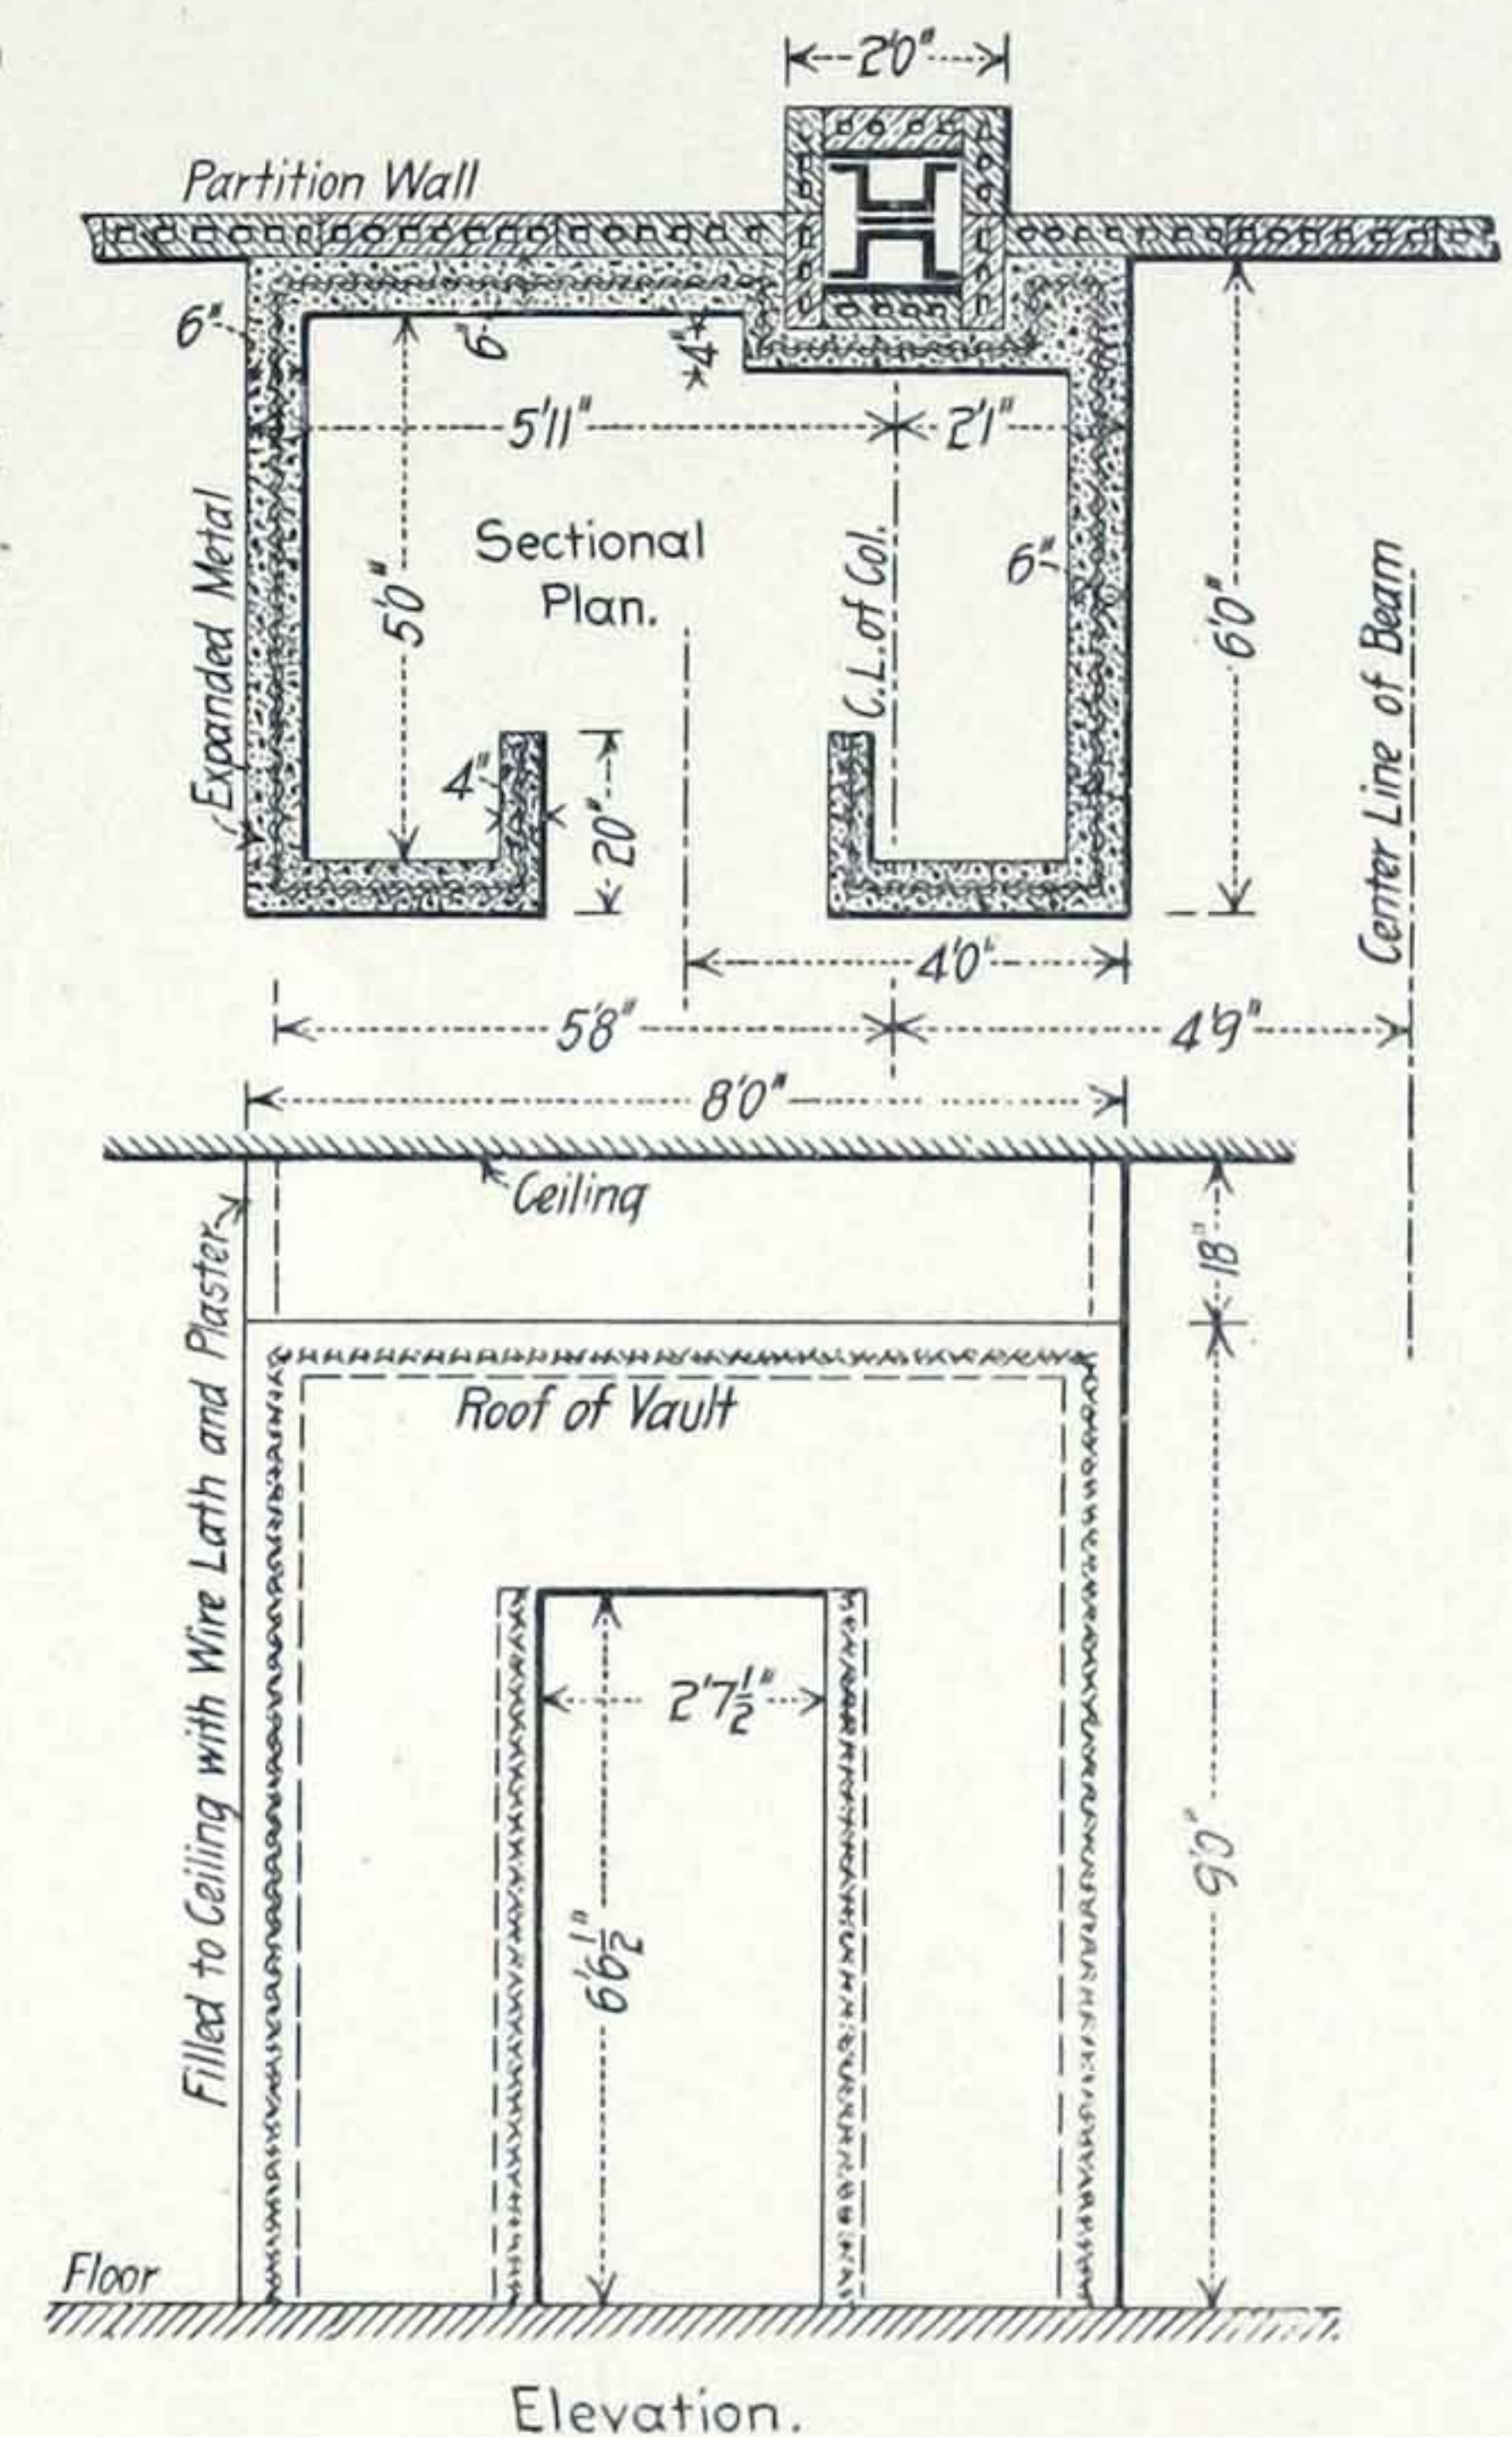 2'0"
Partition Wall
6"
6"
4"
5'11"
2'1"
Expanded Metal
5'0"
Sectional
Plan.
C.L. of Col.
6"
6'0"
Center Line of Beam
4"
20"
4'0"
5'8"
4'9"
8'0"
Ceiling
18"
Filled to Ceiling with Wire Lath and Plaster
Roof of Vault
2'7½"
6'6½"
9'0"
Floor
Elevation.